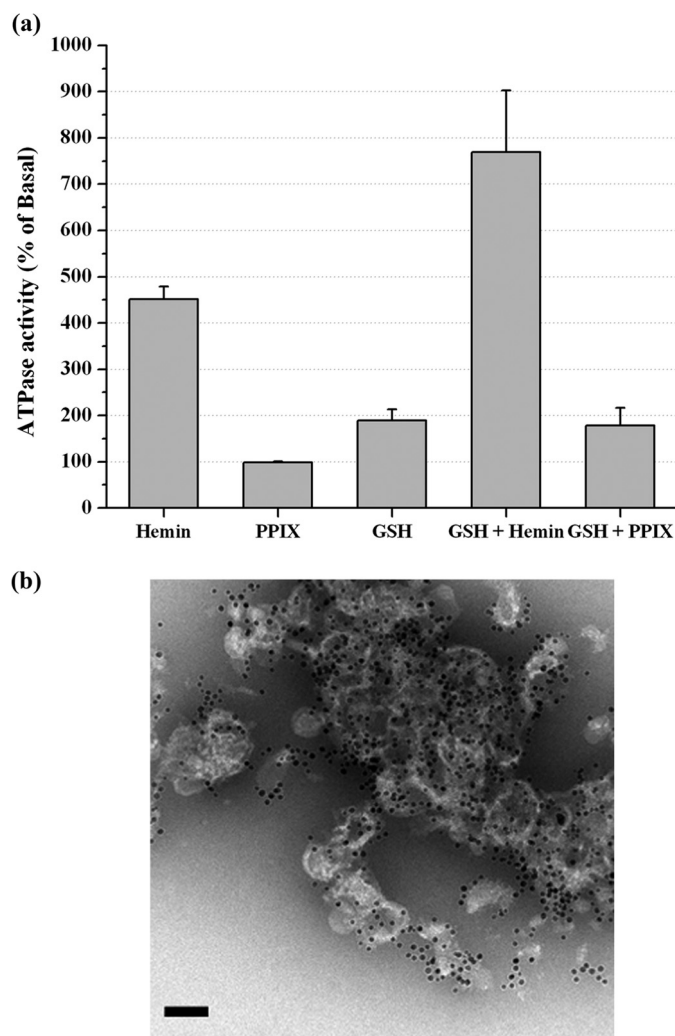 (a)
ATPase activity (% of Basal)
1000
900
800
700
600
500
400
300
200
100
0
Hemin PPIX GSH GSH + Hemin GSH + PPIX
(b)